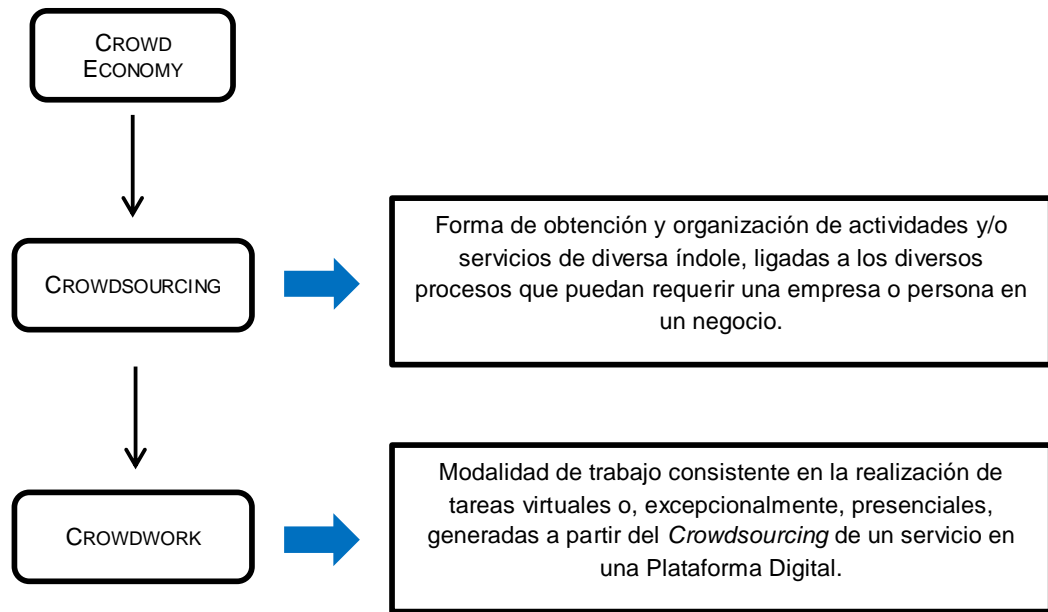 CROWD
ECONOMY
CROWDSOURCING
Forma de obtención y organización de actividades y/o
servicios de diversa índole, ligadas a los diversos
procesos que puedan requerir una empresa o persona en
un negocio.
CROWDWORK
Modalidad de trabajo consistente en la realización de
tareas virtuales o, excepcionalmente, presenciales,
generadas a partir del Crowdsourcing de un servicio en
una Plataforma Digital.